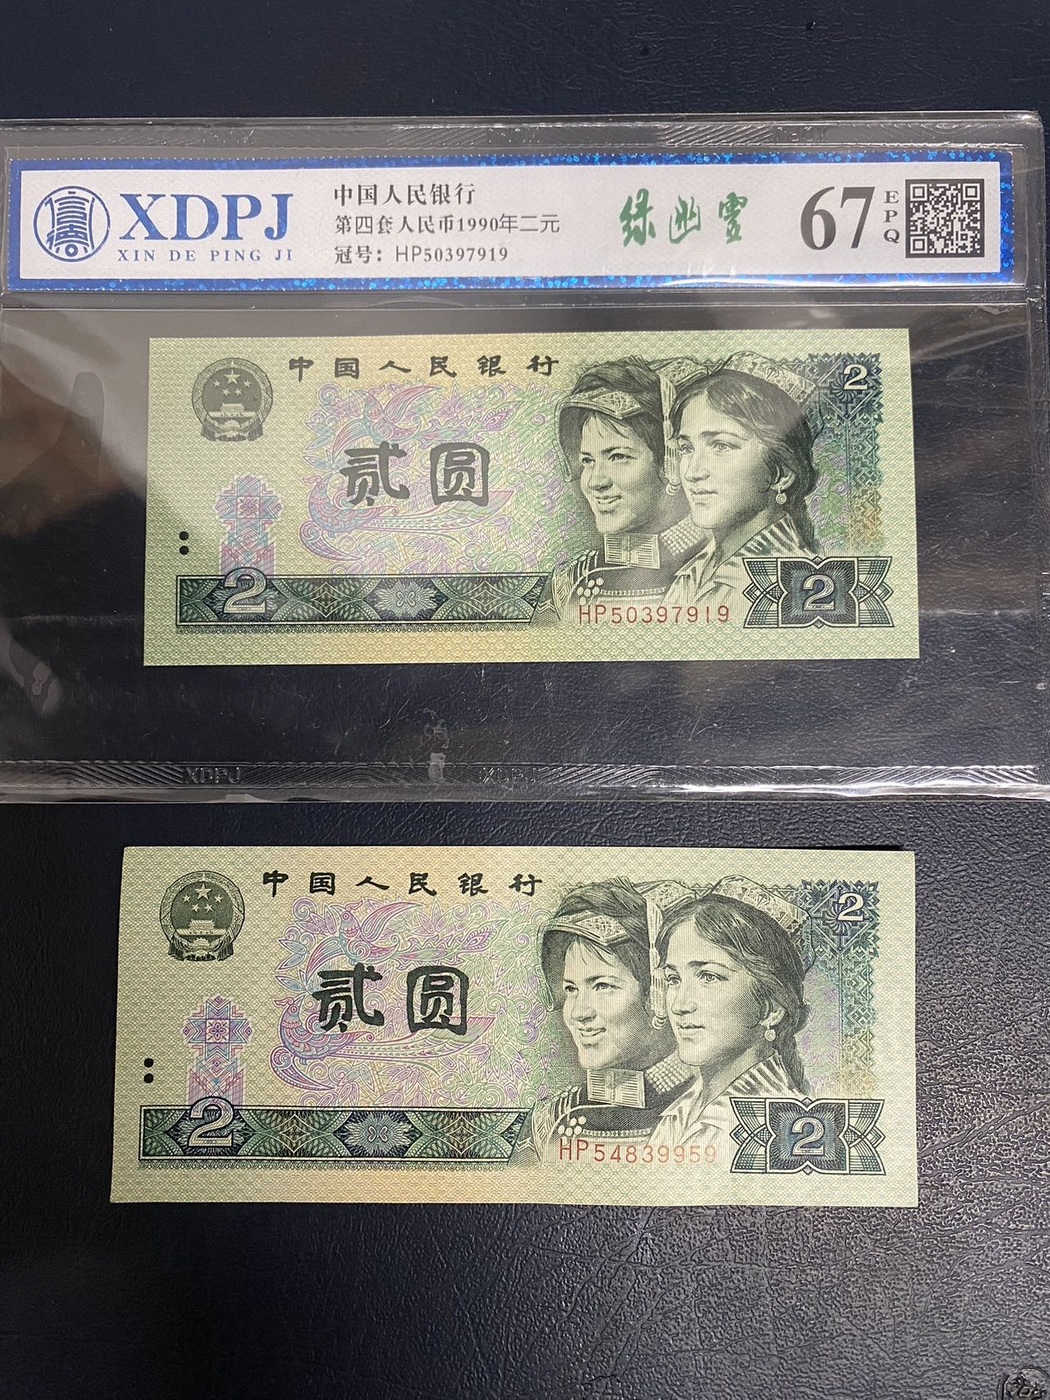 XDPJ
XIN DE PING JI
中国人民银行
第四套人民币1990年二元
冠号：HP50397919
绿幽灵
67
EPQ
中国人民银行
2
贰圆
2
2
HP50397919
XDPJ
XDPJ
中国人民银行
2
贰圆
2
2
HP54839959